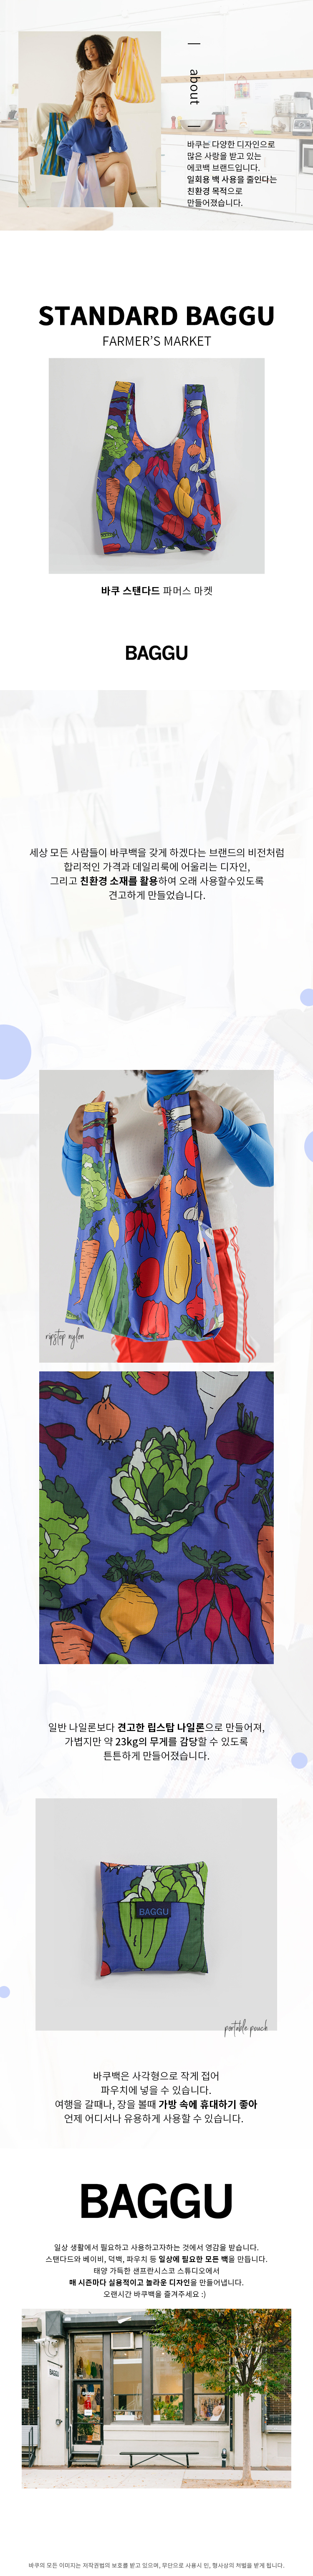 about
바쿠는 다양한 디자인으로
많은 사랑을 받고 있는
에코백 브랜드입니다.
일회용 백 사용을 줄인다는
친환경 목적으로
만들어졌습니다.
STANDARD BAGGU
FARMER'S MARKET
바쿠 스탠다드 파머스 마켓
BAGGU
세상 모든 사람들이 바쿠백을 갖게 하겠다는 브랜드의 비전처럼
합리적인 가격과 데일리룩에 어울리는 디자인,
그리고 친환경 소재를 활용하여 오래 사용할수있도록
견고하게 만들었습니다.
ripstop nylon
일반 나일론보다 견고한 립스탑 나일론으로 만들어져,
가볍지만 약 23kg의 무게를 감당할 수 있도록
튼튼하게 만들어졌습니다.
BAGGU
portable pouch
바쿠백은 사각형으로 작게 접어
파우치에 넣을 수 있습니다.
여행을 갈때나, 장을 볼때 가방 속에 휴대하기 좋아
언제 어디서나 유용하게 사용할 수 있습니다.
BAGGU
일상 생활에서 필요하고 사용하고자하는 것에서 영감을 받습니다.
스탠다드와 베이비, 덕백, 파우치 등 일상에 필요한 모든 백을 만듭니다.
태양 가득한 샌프란시스코 스튜디오에서
매 시즌마다 실용적이고 놀라운 디자인을 만들어냅니다.
오랜시간 바쿠백을 즐겨주세요 :)
바쿠의 모든 이미지는 저작권법의 보호를 받고 있으며, 무단으로 사용시 민, 형사상의 처벌을 받게 됩니다.